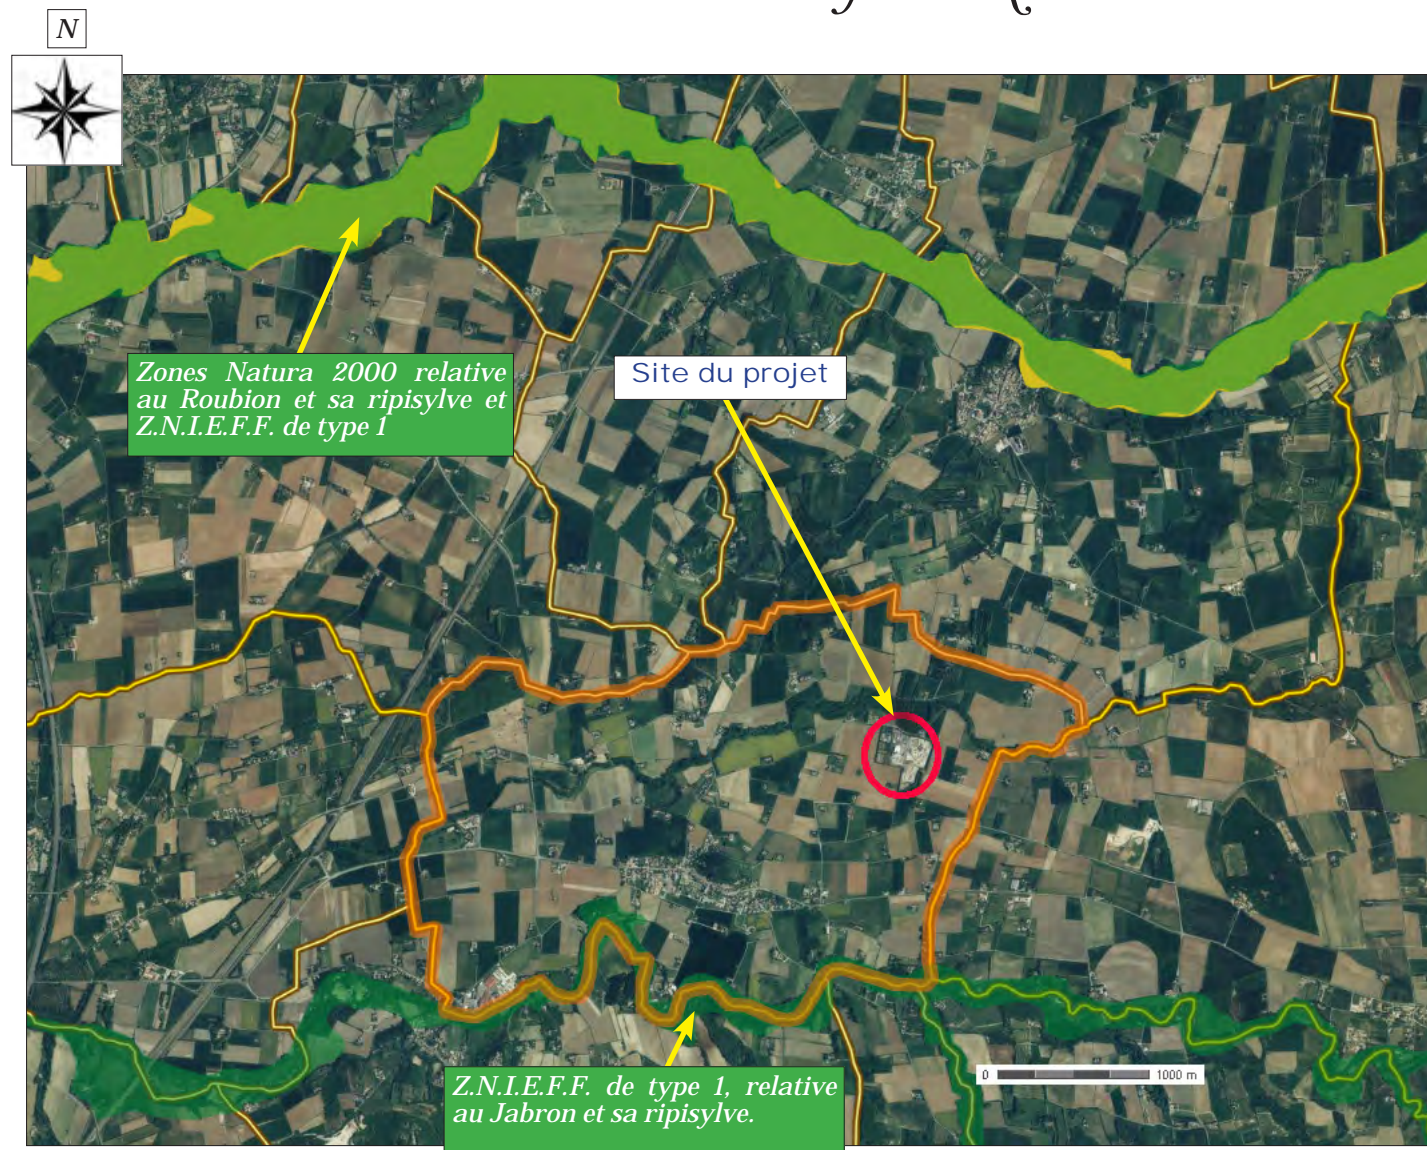 N
Zones Natura 2000 relative
au Roubion et sa ripisylve et
Z.N.I.E.F.F. de type 1
Site du projet
Z.N.I.E.F.F. de type 1, relative
au Jabron et sa ripisylve.
0 1000 m